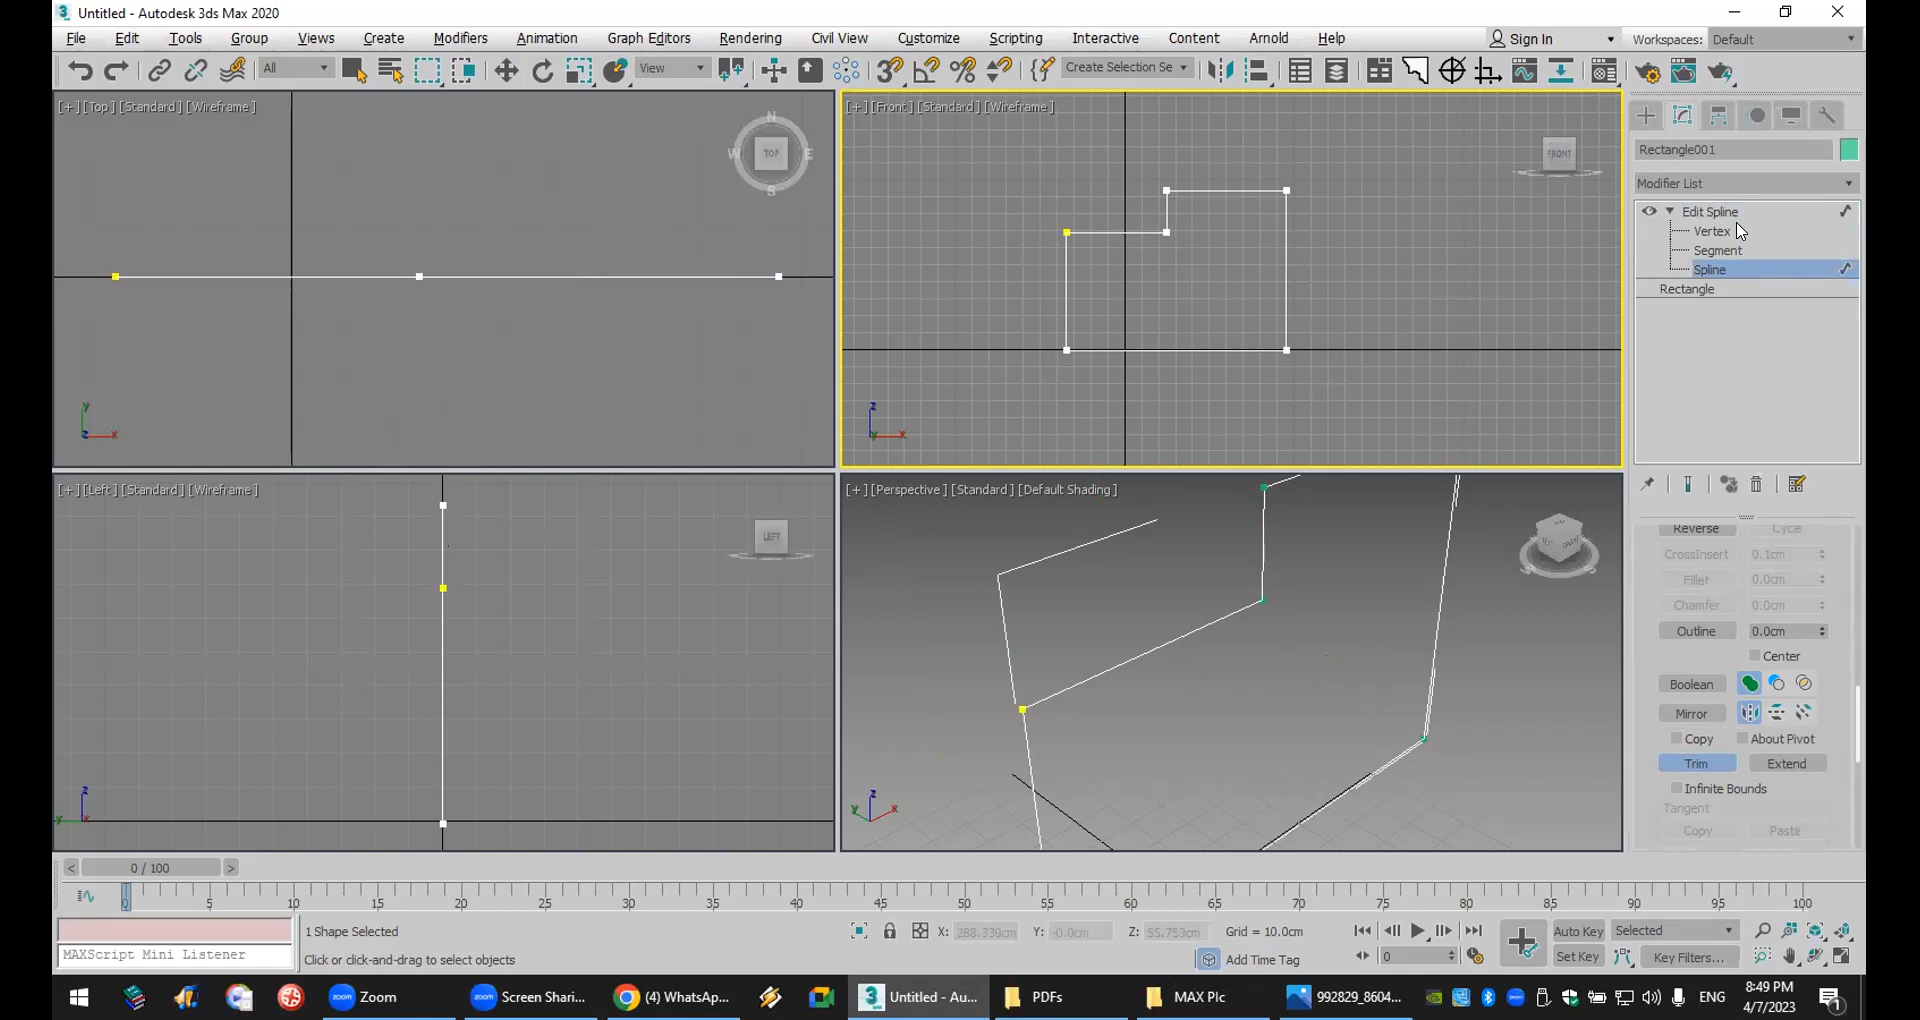 Untitled - Autodesk 3ds Max 2020
File Edit Tools Group Views Create Modifiers Animation Graph Editors Rendering Civil View Customize Scripting Interactive Content Arnold Help Sign In Workspaces: Default
All View Create Selection Se
[+] [Top] [Standard] [Wireframe]
N
W TOP E
S
[+] [Front] [Standard] [Wireframe]
FRONT
Rectangle001
Modifier List
Edit Spline
Vertex
Segment
Spline
Rectangle
y
z x
z
y x
[+] [Left] [Standard] [Wireframe]
LEFT
[+] [Perspective] [Standard] [Default Shading]
Reverse Cycle
CrossInsert 0.1cm
Fillet 0.0cm
Chamfer 0.0cm
Outline 0.0cm
Center
Boolean
Mirror
Copy About Pivot
Trim Extend
Infinite Bounds
Tangent
Copy Paste
z
y x
z
y x
< 0 / 100 >
0 5 10 15 20 25 30 35 40 45 50 55 60 65 70 75 80 85 90 95 100
1 Shape Selected X: 288.339cm Y: -0.0cm Z: 55.753cm Grid = 10.0cm Auto Key Selected
MAXScript Mini Listener Click or click-and-drag to select objects Add Time Tag 0 Set Key Key Filters...
zoom Zoom zoom Screen Shari... (4) WhatsAp... 3 Untitled - Au... PDFs MAX Pic 992829_8604... ENG 8:49 PM
4/7/2023 1